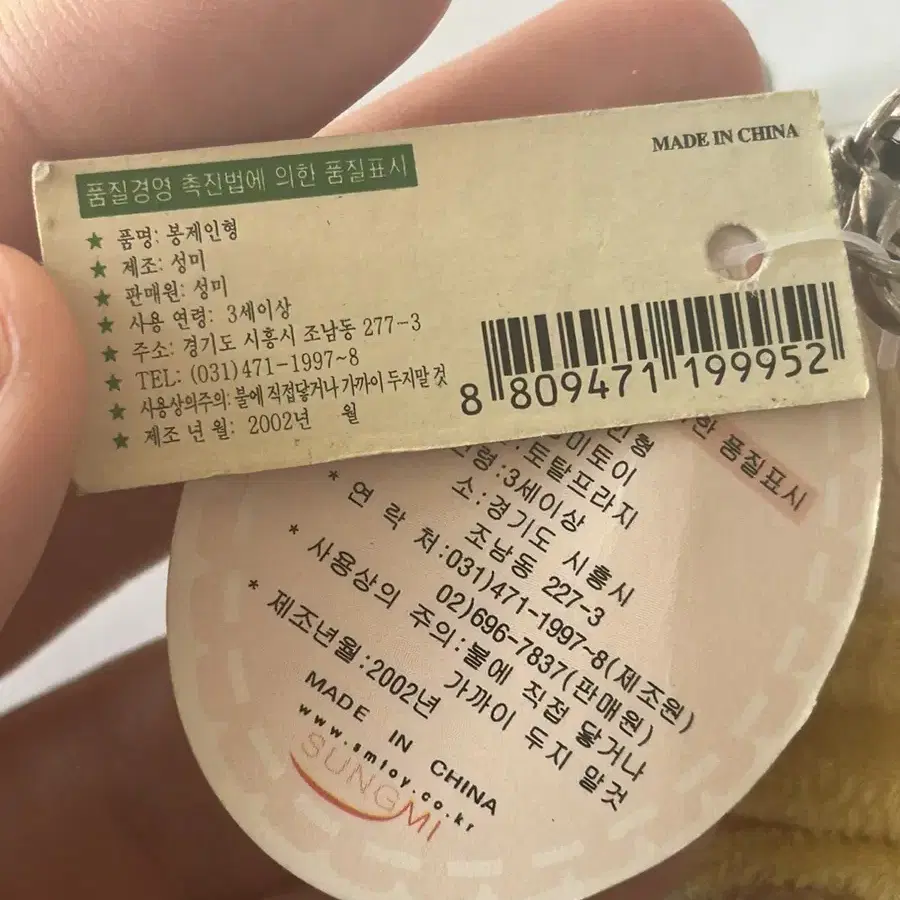 MADE IN CHINA
품질경영 촉진법에 의한 품질표시
★ 품명: 봉제인형
★ 제조: 성미
★ 판매원: 성미
★ 사용 연령: 3세이상
★ 주소: 경기도 시흥시 조남동 277-3
★ TEL: (031)471-1997~8
★ 사용상의주의: 불에 직접닿거나 가까이 두지말 것
★ 제조 년 월: 2002년 월
8 809471 199952
한 품질표시
인형
미토이
:토탈프라자
령:3세이상
소:경기도 시흥시
조남동 227-3
* 연 락 처:031)471-1997~8(제조원)
02)696-7837(판매원)
* 사용상의 주의:불에 직접 닿거나
가까이 두지 말것
* 제조년월:2002년
MADE IN CHINA
www.smtoy.co.kr
SUNGMI